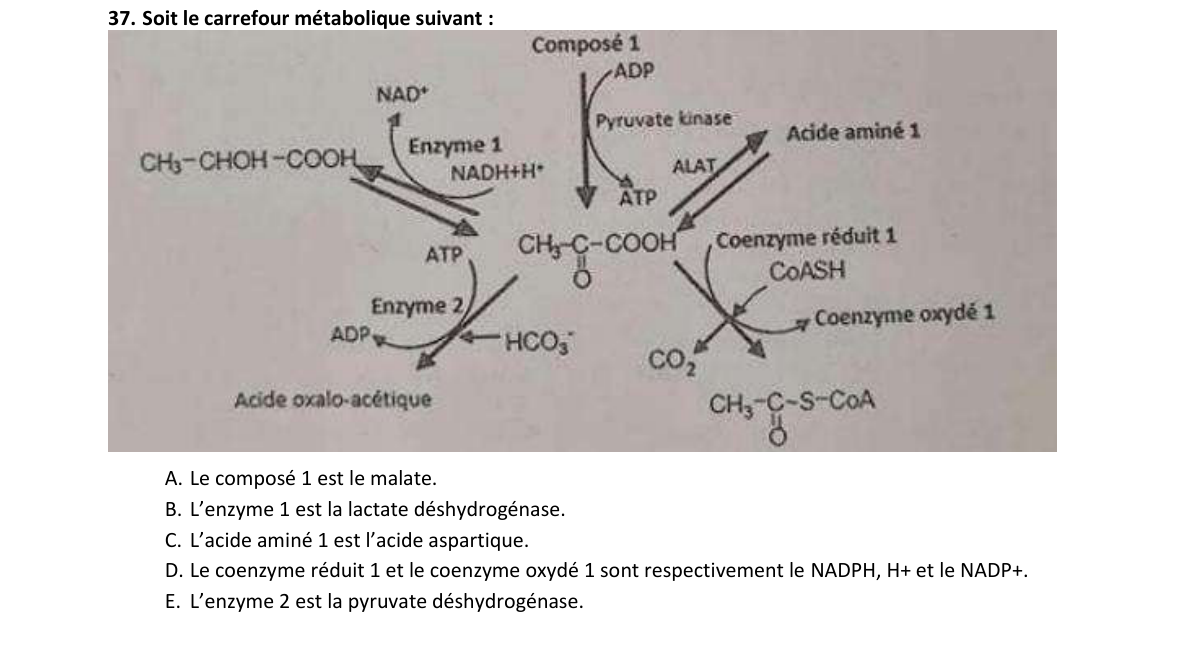 37. Soit le carrefour métabolique suivant :
Composé 1
ADP
NAD⁺
Pyruvate kinase
Acide aminé 1
Enzyme 1
CH₃-CHOH-COOH
NADH+H⁺
ALAT
ATP
CH₃-C-COOH
O
Coenzyme réduit 1
ATP
CoASH
Enzyme 2
Coenzyme oxydé 1
ADP
HCO₃⁻
CO₂
Acide oxalo-acétique
CH₃-C~S-CoA
O
A. Le composé 1 est le malate.
B. L’enzyme 1 est la lactate déshydrogénase.
C. L’acide aminé 1 est l’acide aspartique.
D. Le coenzyme réduit 1 et le coenzyme oxydé 1 sont respectivement le NADPH, H+ et le NADP+.
E. L’enzyme 2 est la pyruvate déshydrogénase.